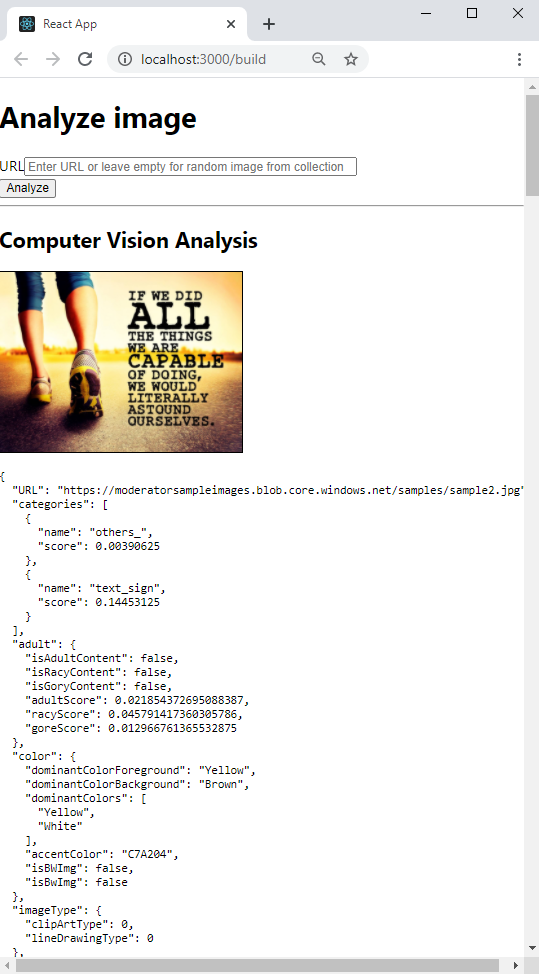 React App
localhost:3000/build
Analyze image
URL Enter URL or leave empty for random image from collection
Analyze
Computer Vision Analysis
IF WE DID
ALL
THE THINGS
WE ARE
CAPABLE
OF DOING,
WE WOULD
LITERALLY
ASTOUND
OURSELVES.
{
  "URL": "https://moderatorsampleimages.blob.core.windows.net/samples/sample2.jpg"
  "categories": [
    {
      "name": "others_",
      "score": 0.00390625
    },
    {
      "name": "text_sign",
      "score": 0.14453125
    }
  ],
  "adult": {
    "isAdultContent": false,
    "isRacyContent": false,
    "isGoryContent": false,
    "adultScore": 0.021854372695088387,
    "racyScore": 0.045791417360305786,
    "goreScore": 0.012966761365532875
  },
  "color": {
    "dominantColorForeground": "Yellow",
    "dominantColorBackground": "Brown",
    "dominantColors": [
      "Yellow",
      "White"
    ],
    "accentColor": "C7A204",
    "isBWImg": false,
    "isBwImg": false
  },
  "imageType": {
    "clipArtType": 0,
    "lineDrawingType": 0
  },